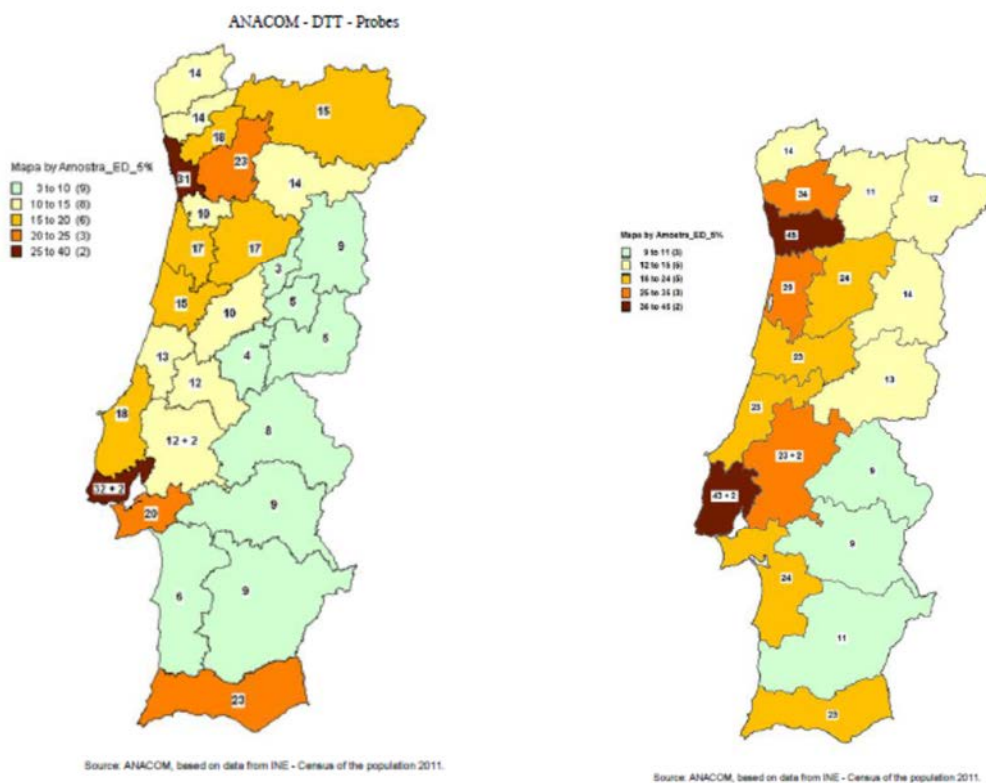 ANACOM - DTT - Probes
Mapa by Amostra_ED_5%
3 to 10 (9)
10 to 15 (8)
15 to 20 (6)
20 to 25 (3)
25 to 40 (2)
14
14
15
18
23
31
14
10
17
17
9
3
15
5
10
5
13
4
12
18
8
12 + 2
32 + 2
20
9
6
9
23
Source: ANACOM, based on data from INE - Census of the population 2011.
Mapa by Amostra_ED_5%
9 to 11 (3)
12 to 15 (5)
16 to 24 (5)
25 to 35 (3)
36 to 45 (2)
14
34
11
12
45
24
14
23
13
23 + 2
9
43 + 2
9
24
11
Source: ANACOM, based on data from INE - Census of the population 2011.